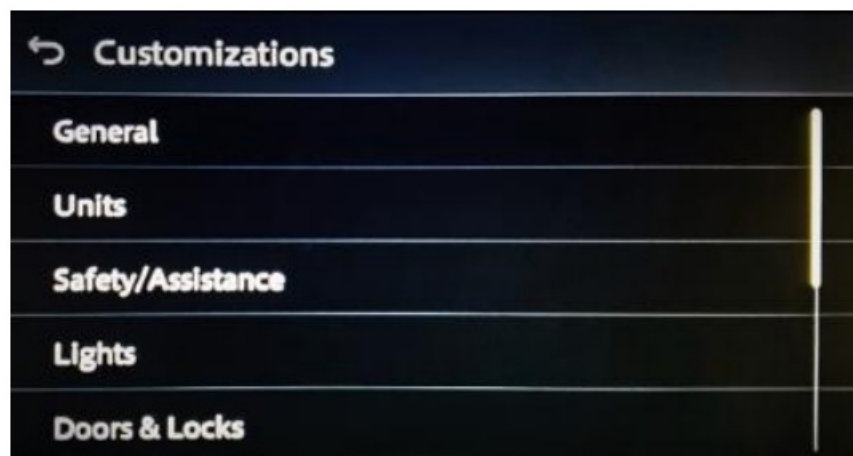 Customizations
General
Units
Safety/Assistance
Lights
Doors & Locks